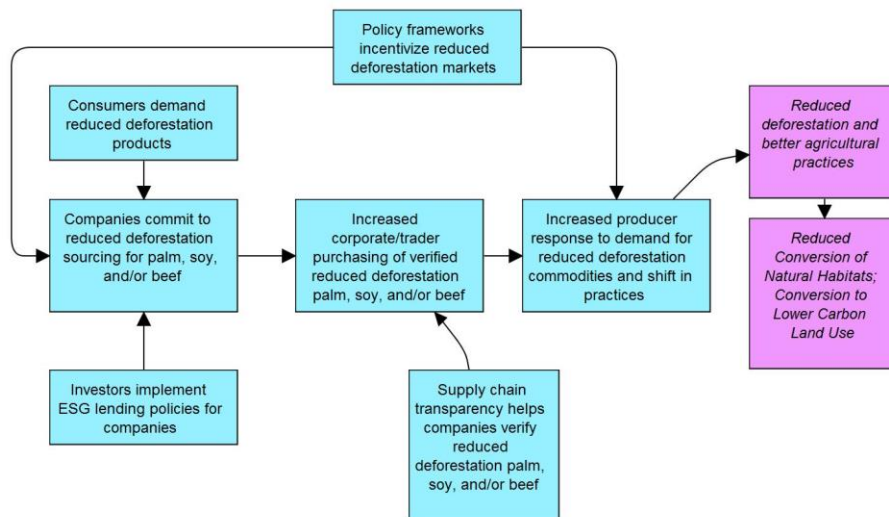 Policy frameworks
incentivize reduced
deforestation markets
Consumers demand
reduced deforestation
products
Reduced
deforestation and
better agricultural
practices
Companies commit to
reduced deforestation
sourcing for palm, soy,
and/or beef
Increased
corporate/trader
purchasing of verified
reduced deforestation
palm, soy, and/or beef
Increased producer
response to demand for
reduced deforestation
commodities and shift in
practices
Reduced
Conversion of
Natural Habitats;
Conversion to
Lower Carbon
Land Use
Investors implement
ESG lending policies for
companies
Supply chain
transparency helps
companies verify
reduced
deforestation palm,
soy, and/or beef